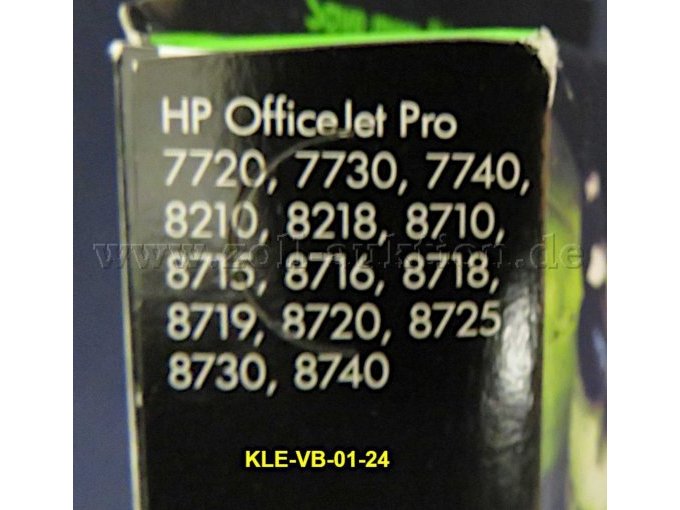 HP OfficeJet Pro
7720, 7730, 7740,
8210, 8218, 8710,
www.zoll-auktion.de
8715, 8716, 8718,
8719, 8720, 8725
8730, 8740
KLE-VB-01-24